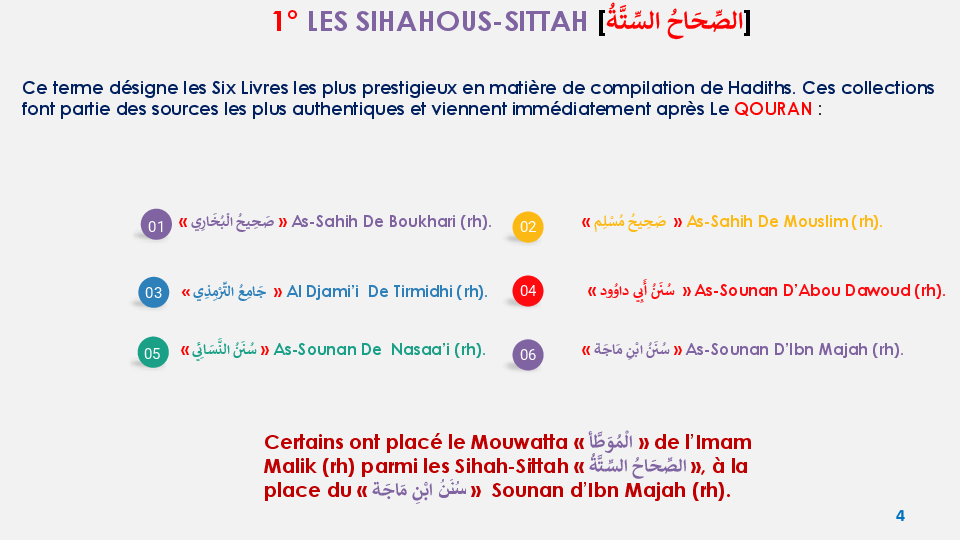 1° LES SIHAHOUS-SITTAH [الصِّحَاحُ السِّتَّةُ]
Ce terme désigne les Six Livres les plus prestigieux en matière de compilation de Hadiths. Ces collections
font partie des sources les plus authentiques et viennent immédiatement après Le QOURAN :
01 « صَحِيحُ الْبُخَارِي » As-Sahih De Boukhari (rh).
02 « صَحِيحُ مُسْلِم » As-Sahih De Mouslim (rh).
03 « جَامِعُ التِّرْمِذِي » Al Djami’i De Tirmidhi (rh).
04 « سُنَنُ أَبِي داوُود » As-Sounan D’Abou Dawoud (rh).
05 « سُنَنُ النَّسَائِي » As-Sounan De Nasaa’i (rh).
06 « سُنَنُ ابْنِ مَاجَة » As-Sounan D’Ibn Majah (rh).
Certains ont placé le Mouwatta « الْمُوَطَّأ » de l’Imam
Malik (rh) parmi les Sihah-Sittah « الصِّحَاحُ السِّتَّةُ », à la
place du « سُنَنُ ابْنِ مَاجَة » Sounan d’Ibn Majah (rh).
4